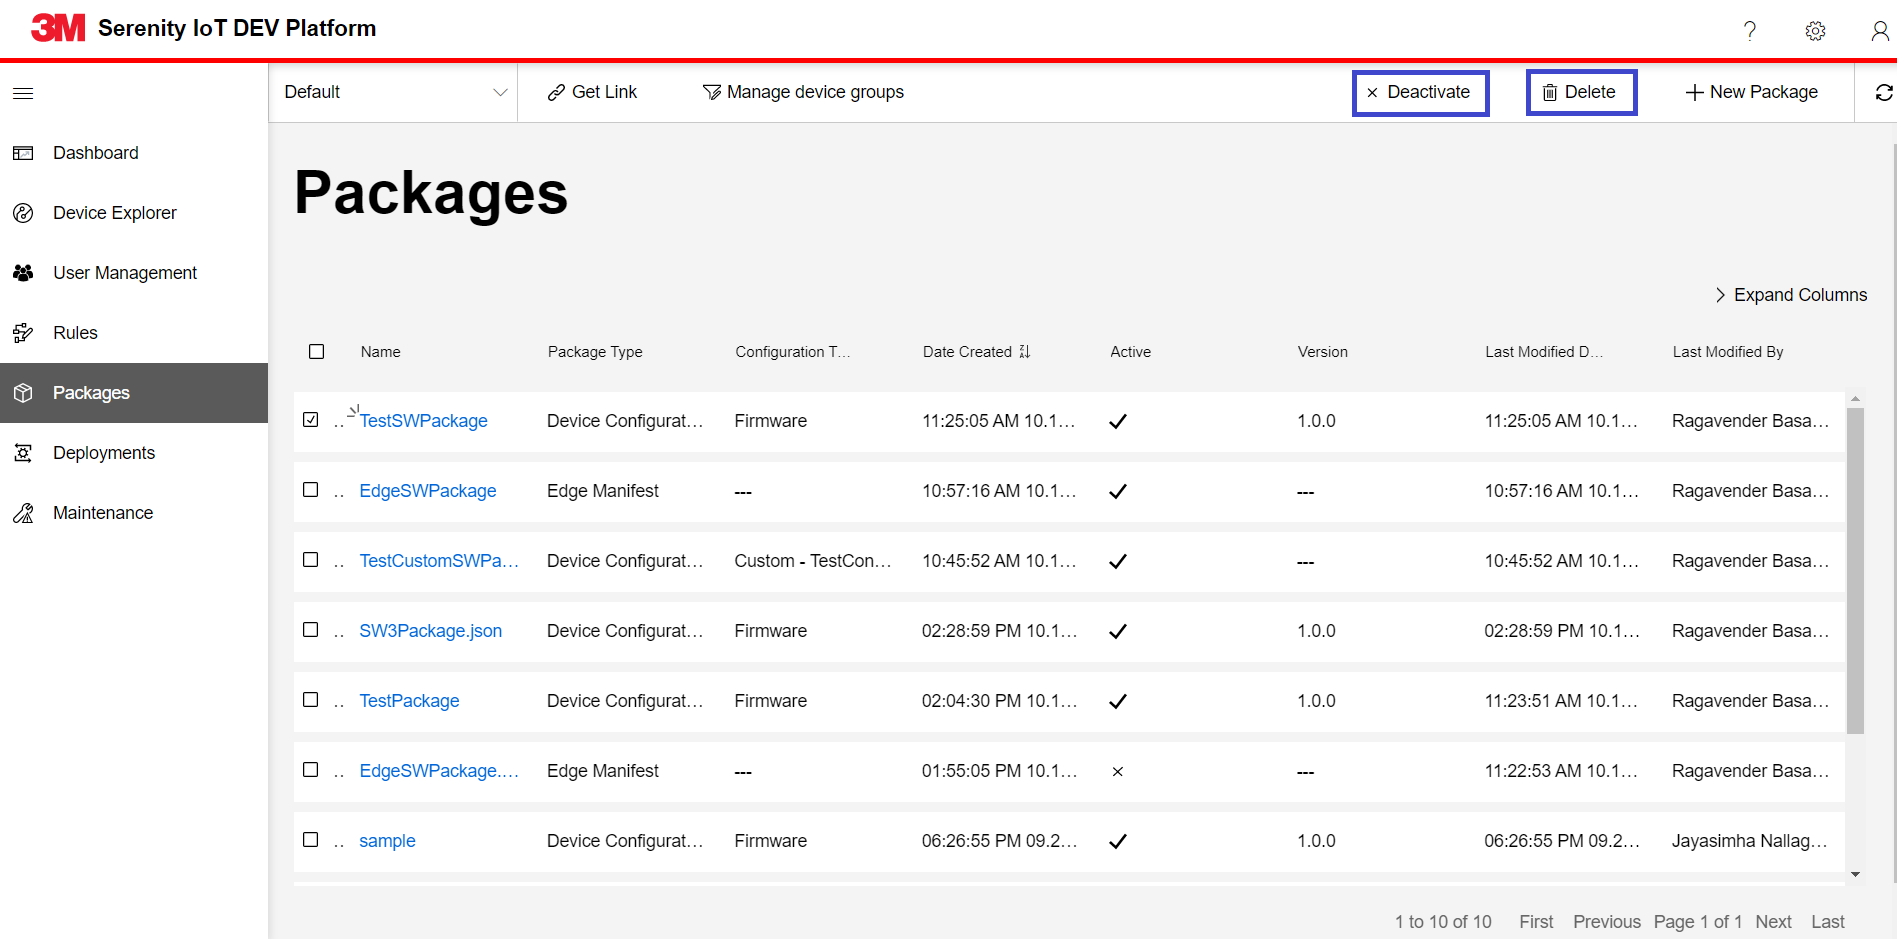 3M Serenity IoT DEV Platform
?
Default
Get Link
Manage device groups
Deactivate
Delete
New Package
Dashboard
Device Explorer
User Management
Rules
Packages
Deployments
Maintenance
Packages
Expand Columns
Name Package Type Configuration T... Date Created Active Version Last Modified D... Last Modified By
.. TestSWPackage Device Configurat... Firmware 11:25:05 AM 10.1... 1.0.0 11:25:05 AM 10.1... Ragavender Basa...
.. EdgeSWPackage Edge Manifest --- 10:57:16 AM 10.1... --- 10:57:16 AM 10.1... Ragavender Basa...
.. TestCustomSWPa... Device Configurat... Custom - TestCon... 10:45:52 AM 10.1... --- 10:45:52 AM 10.1... Ragavender Basa...
.. SW3Package.json Device Configurat... Firmware 02:28:59 PM 10.1... 1.0.0 02:28:59 PM 10.1... Ragavender Basa...
.. TestPackage Device Configurat... Firmware 02:04:30 PM 10.1... 1.0.0 11:23:51 AM 10.1... Ragavender Basa...
.. EdgeSWPackage.... Edge Manifest --- 01:55:05 PM 10.1... --- 11:22:53 AM 10.1... Ragavender Basa...
.. sample Device Configurat... Firmware 06:26:55 PM 09.2... 1.0.0 06:26:55 PM 09.2... Jayasimha Nallag...
1 to 10 of 10 First Previous Page 1 of 1 Next Last